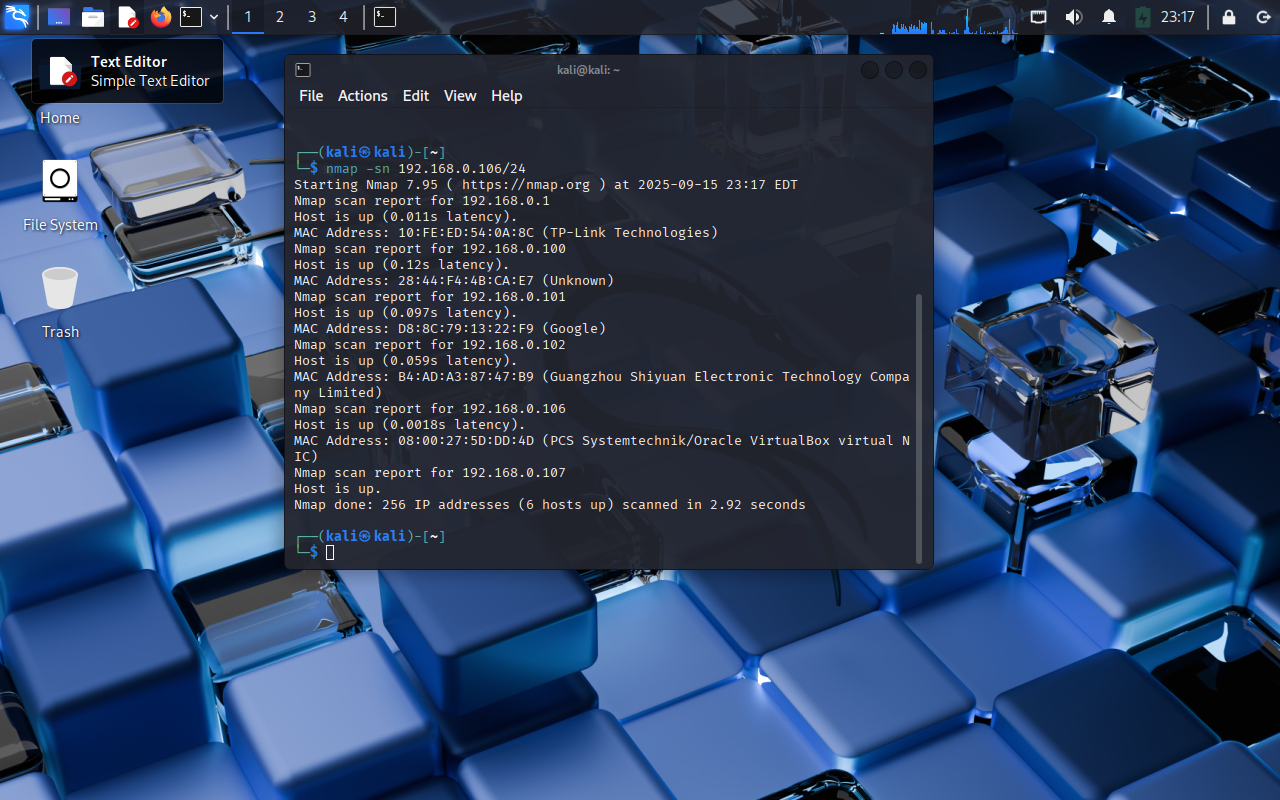 1 2 3 4
23:17
Text Editor
Simple Text Editor
Home
File System
Trash
kali@kali: ~
File Actions Edit View Help
┌──(kali㉿kali)-[~]
└─$ nmap -sn 192.168.0.106/24
Starting Nmap 7.95 ( https://nmap.org ) at 2025-09-15 23:17 EDT
Nmap scan report for 192.168.0.1
Host is up (0.011s latency).
MAC Address: 10:FE:ED:54:0A:8C (TP-Link Technologies)
Nmap scan report for 192.168.0.100
Host is up (0.12s latency).
MAC Address: 28:44:F4:4B:CA:E7 (Unknown)
Nmap scan report for 192.168.0.101
Host is up (0.097s latency).
MAC Address: D8:8C:79:13:22:F9 (Google)
Nmap scan report for 192.168.0.102
Host is up (0.059s latency).
MAC Address: B4:AD:A3:87:47:B9 (Guangzhou Shiyuan Electronic Technology Compa
ny Limited)
Nmap scan report for 192.168.0.106
Host is up (0.0018s latency).
MAC Address: 08:00:27:5D:DD:4D (PCS Systemtechnik/Oracle VirtualBox virtual N
IC)
Nmap scan report for 192.168.0.107
Host is up.
Nmap done: 256 IP addresses (6 hosts up) scanned in 2.92 seconds
┌──(kali㉿kali)-[~]
└─$